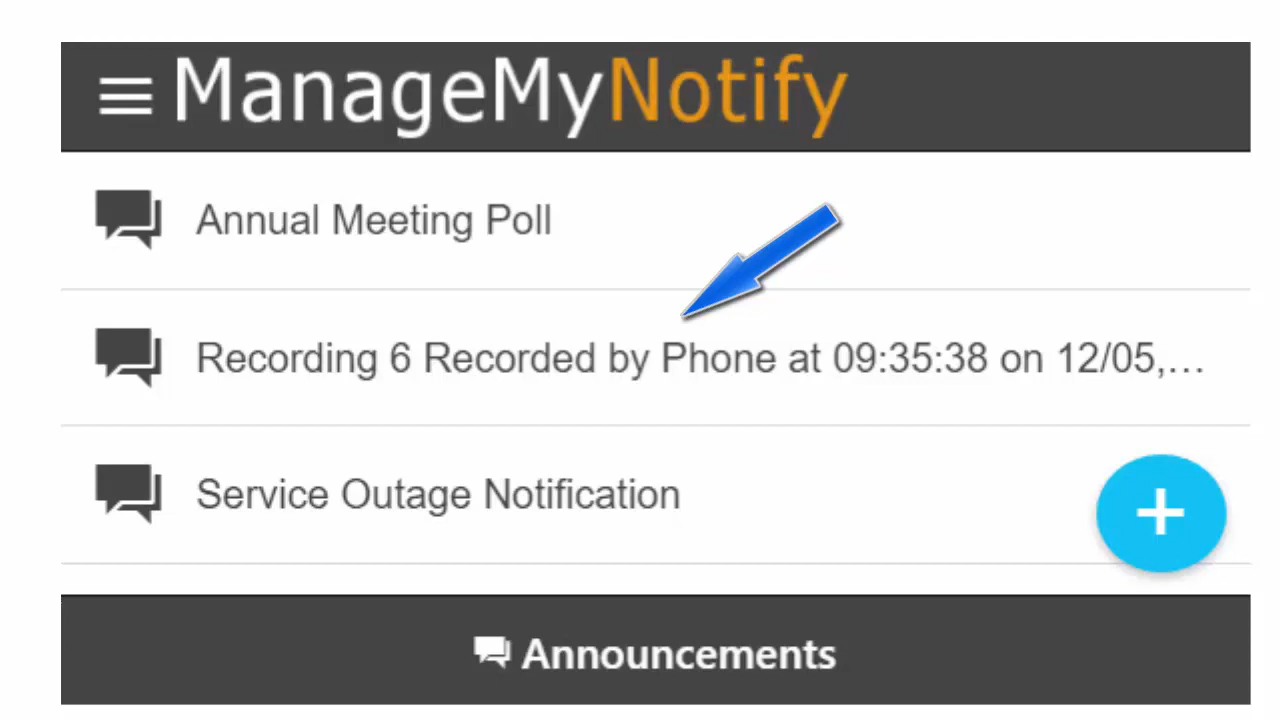 ManageMyNotify
Annual Meeting Poll
Recording 6 Recorded by Phone at 09:35:38 on 12/05,...
Service Outage Notification
+
Announcements